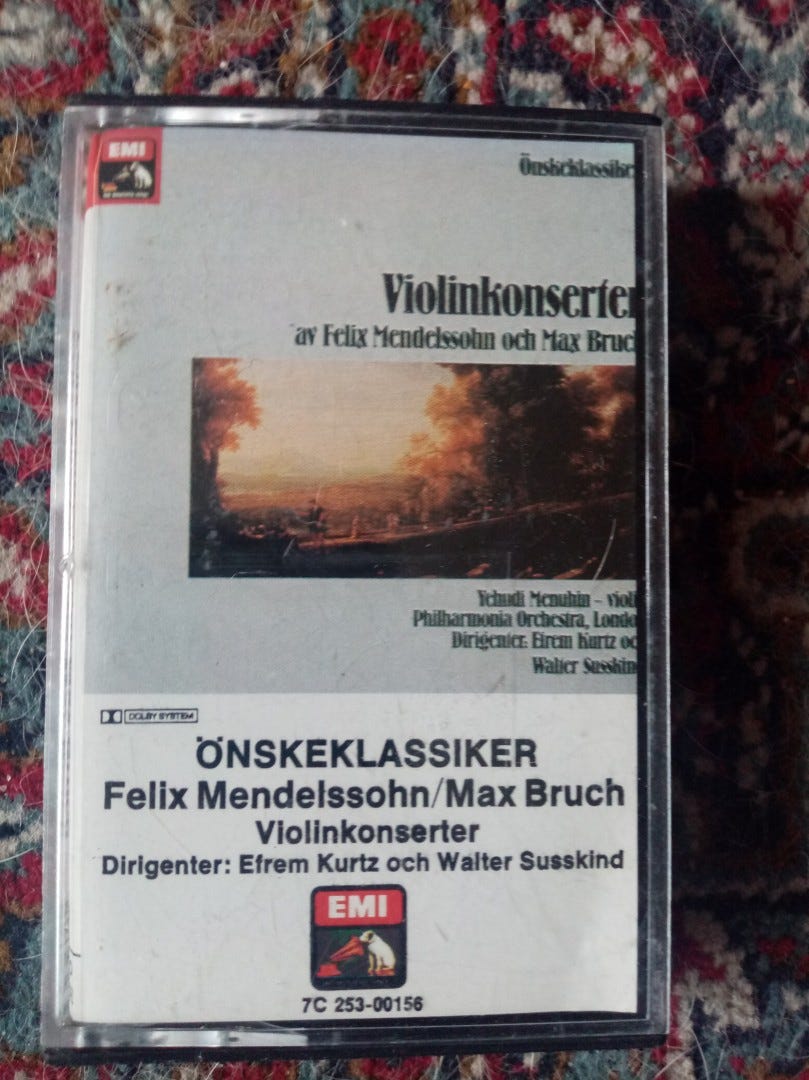 EMI
Önskeklassike
Violinkonserter
av Felix Mendelssohn och Max Bruch
Yehudi Menuhin – violi
Philharmonia Orchestra, Londo
Dirigenter: Efrem Kurtz oc
Walter Susskin
DOLBY SYSTEM
ÖNSKEKLASSIKER
Felix Mendelssohn/Max Bruch
Violinkonserter
Dirigenter: Efrem Kurtz och Walter Susskind
EMI
7C 253-00156